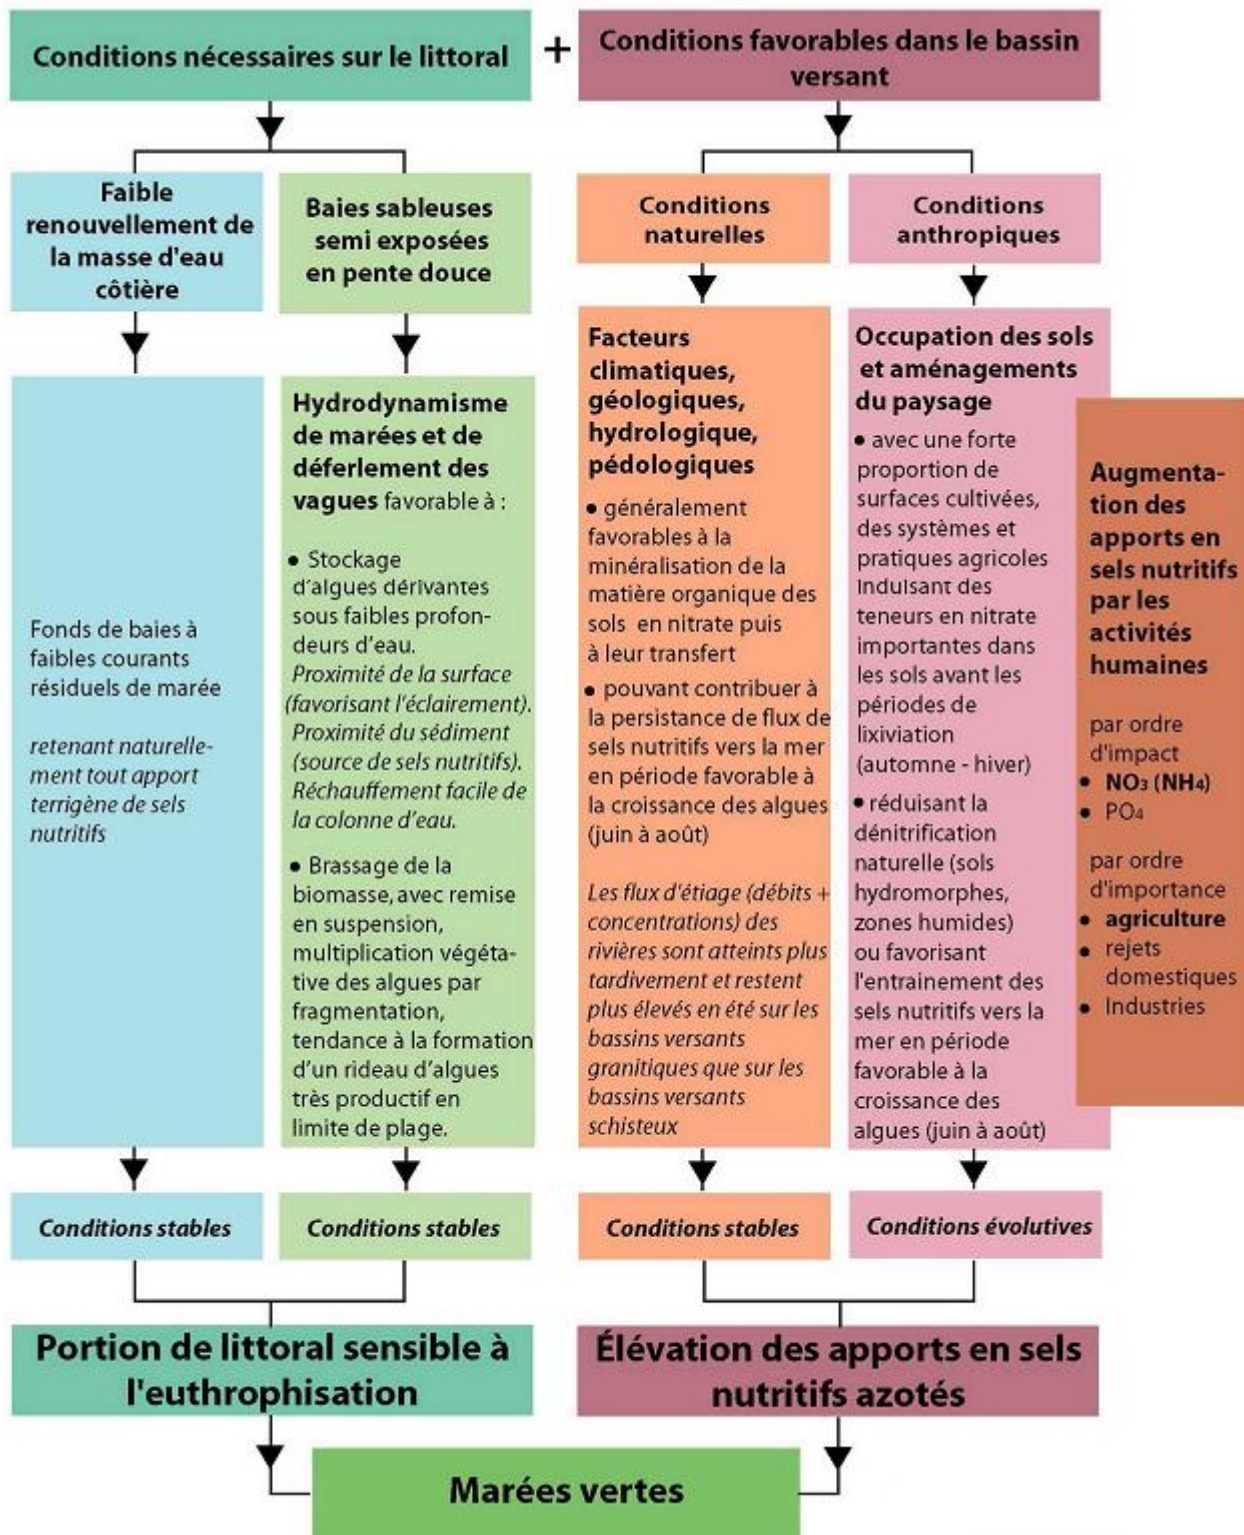 Conditions nécessaires sur le littoral
+
Conditions favorables dans le bassin
versant
Faible
renouvellement de
la masse d'eau
côtière
Baies sableuses
semi exposées
en pente douce
Conditions
naturelles
Conditions
anthropiques
Fonds de baies à
faibles courants
résiduels de marée
retenant naturelle-
ment tout apport
terrigène de sels
nutritifs
Hydrodynamisme
de marées et de
déferlement des
vagues favorable à :
• Stockage
d'algues dérivantes
sous faibles profon-
deurs d'eau.
Proximité de la surface
(favorisant l'éclairement).
Proximité du sédiment
(source de sels nutritifs).
Réchauffement facile de
la colonne d'eau.
• Brassage de la
biomasse, avec remise
en suspension,
multiplication végéta-
tive des algues par
fragmentation,
tendance à la formation
d'un rideau d'algues
très productif en
limite de plage.
Facteurs
climatiques,
géologiques,
hydrologique,
pédologiques
• généralement
favorables à la
minéralisation de la
matière organique des
sols en nitrate puis
à leur transfert
• pouvant contribuer à
la persistance de flux de
sels nutritifs vers la mer
en période favorable à
la croissance des algues
(juin à août)
Les flux d'étiage (débits +
concentrations) des
rivières sont atteints plus
tardivement et restent
plus élevés en été sur les
bassins versants
granitiques que sur les
bassins versants
schisteux
Occupation des sols
et aménagements
du paysage
• avec une forte
proportion de
surfaces cultivées,
des systèmes et
pratiques agricoles
induisant des
teneurs en nitrate
importantes dans
les sols avant les
périodes de
lixiviation
(automne - hiver)
• réduisant la
dénitrification
naturelle (sols
hydromorphes,
zones humides)
ou favorisant
l'entrainement des
sels nutritifs vers la
mer en période
favorable à la
croissance des
algues (juin à août)
Augmenta-
tion des
apports en
sels nutritifs
par les
activités
humaines
par ordre
d'impact
• NO3 (NH4)
• PO4
par ordre
d'importance
• agriculture
• rejets
domestiques
• Industries
Conditions stables
Conditions stables
Conditions stables
Conditions évolutives
Portion de littoral sensible à
l'euthrophisation
Élévation des apports en sels
nutritifs azotés
Marées vertes